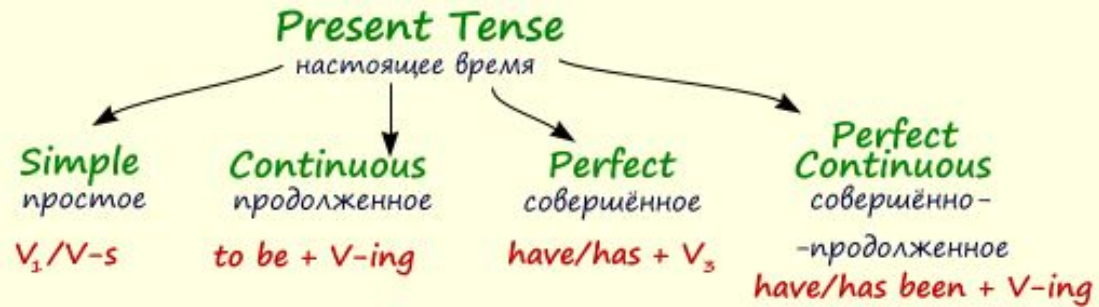 Present Tense
настоящее время
Simple
простое
V₁/V-s
Continuous
продолженное
to be + V-ing
Perfect
совершённое
have/has + V₃
Perfect
Continuous
совершённо-
-продолженное
have/has been + V-ing